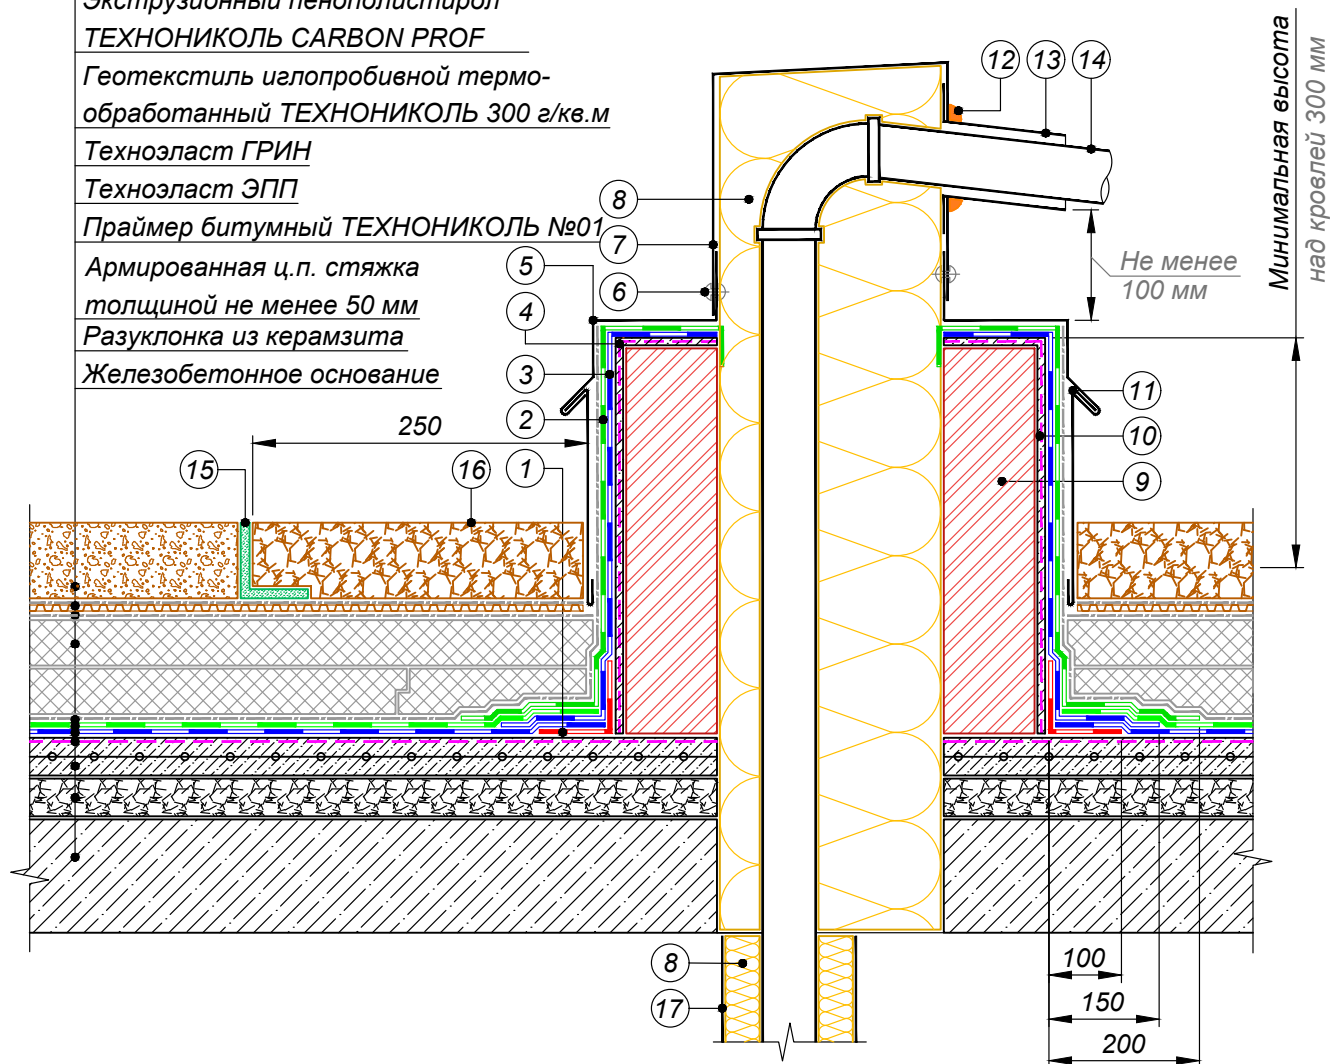 Экструзионный пенополистирол
ТЕХНОНИКОЛЬ CARBON PROF
Геотекстиль иглопробивной термо-
обработанный ТЕХНОНИКОЛЬ 300 г/кв.м
Техноэласт ГРИН
Техноэласт ЭПП
Праймер битумный ТЕХНОНИКОЛЬ №01
Армированная ц.п. стяжка
толщиной не менее 50 мм
Разуклонка из керамзита
Железобетонное основание
12
13
14
8
7
6
5
4
3
2
1
250
15
16
Не менее
100 мм
Минимальная высота
над кровлей 300 мм
11
10
9
8
17
100
150
200